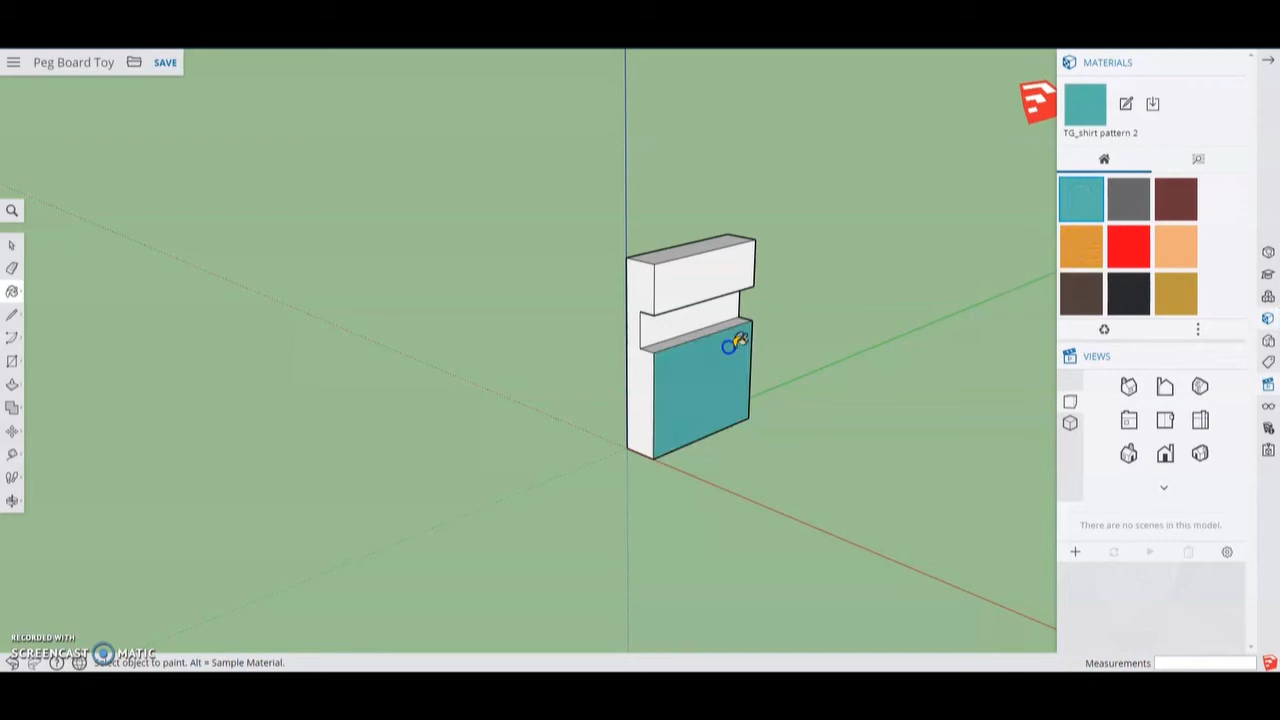 Peg Board Toy SAVE
MATERIALS
TG_shirt pattern 2
VIEWS
There are no scenes in this model.
RECORDED WITH
SCREENCAST MATIC
Select object to paint. Alt = Sample Material.
Measurements